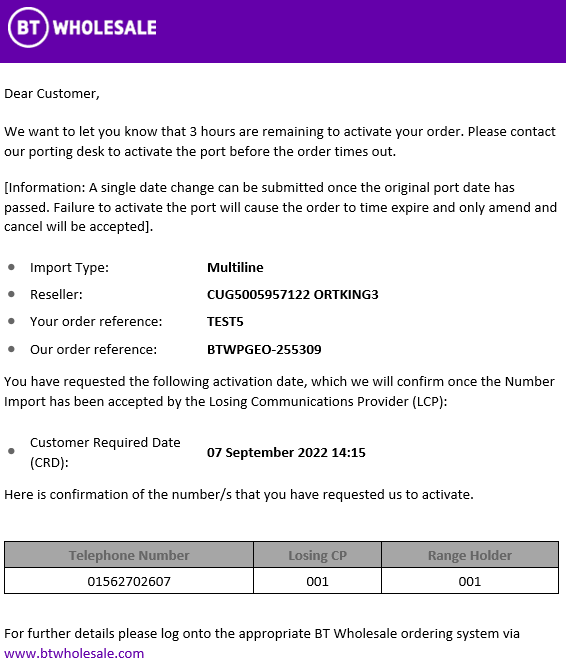 BT WHOLESALE
Dear Customer,
We want to let you know that 3 hours are remaining to activate your order. Please contact
our porting desk to activate the port before the order times out.
[Information: A single date change can be submitted once the original port date has
passed. Failure to activate the port will cause the order to time expire and only amend and
cancel will be accepted].
Import Type: Multiline
Reseller: CUG5005957122 ORTKING3
Your order reference: TEST5
Our order reference: BTWPGEO-255309
You have requested the following activation date, which we will confirm once the Number
Import has been accepted by the Losing Communications Provider (LCP):
Customer Required Date
(CRD): 07 September 2022 14:15
Here is confirmation of the number/s that you have requested us to activate.
Telephone Number Losing CP Range Holder
01562702607 001 001
For further details please log onto the appropriate BT Wholesale ordering system via
www.btwholesale.com